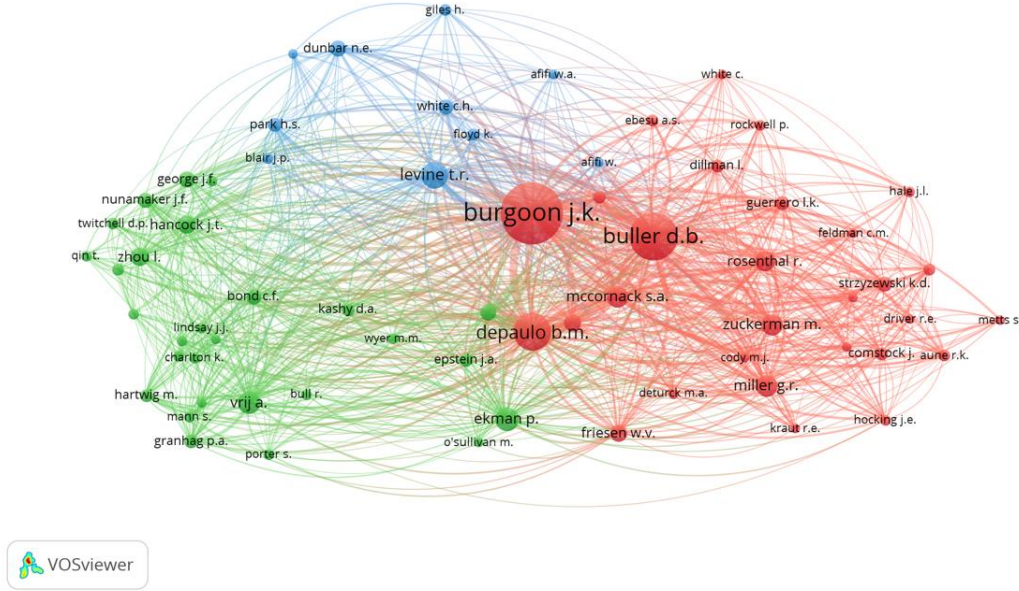 giles h.
dunbar n.e.
afifi w.a.
white c.
white c.h.
park h.s.
ebesu a.s.
rockwell p.
floyd k.
blair j.p.
afifi w.
dillman l.
levine t.r.
george j.f.
hale j.l.
nunamaker j.f.
guerrero l.k.
burgoon j.k.
twitchell d.p.
hancock j.t.
feldman c.m.
buller d.b.
qin t.
zhou l.
rosenthal r.
strzyzewski k.d.
bond c.f.
mccornack s.a.
kashy d.a.
driver r.e.
metts s
lindsay j.j.
zuckerman m.
depaulo b.m.
wyer m.m.
charlton k.
epstein j.a.
cody m.j.
comstock j.
aune r.k.
miller g.r.
hartwig m.
bull r.
deturck m.a.
vrij a.
mann s.
ekman p.
hocking j.e.
kraut r.e.
friesen w.v.
granhag p.a.
o'sullivan m.
porter s.
VOSviewer